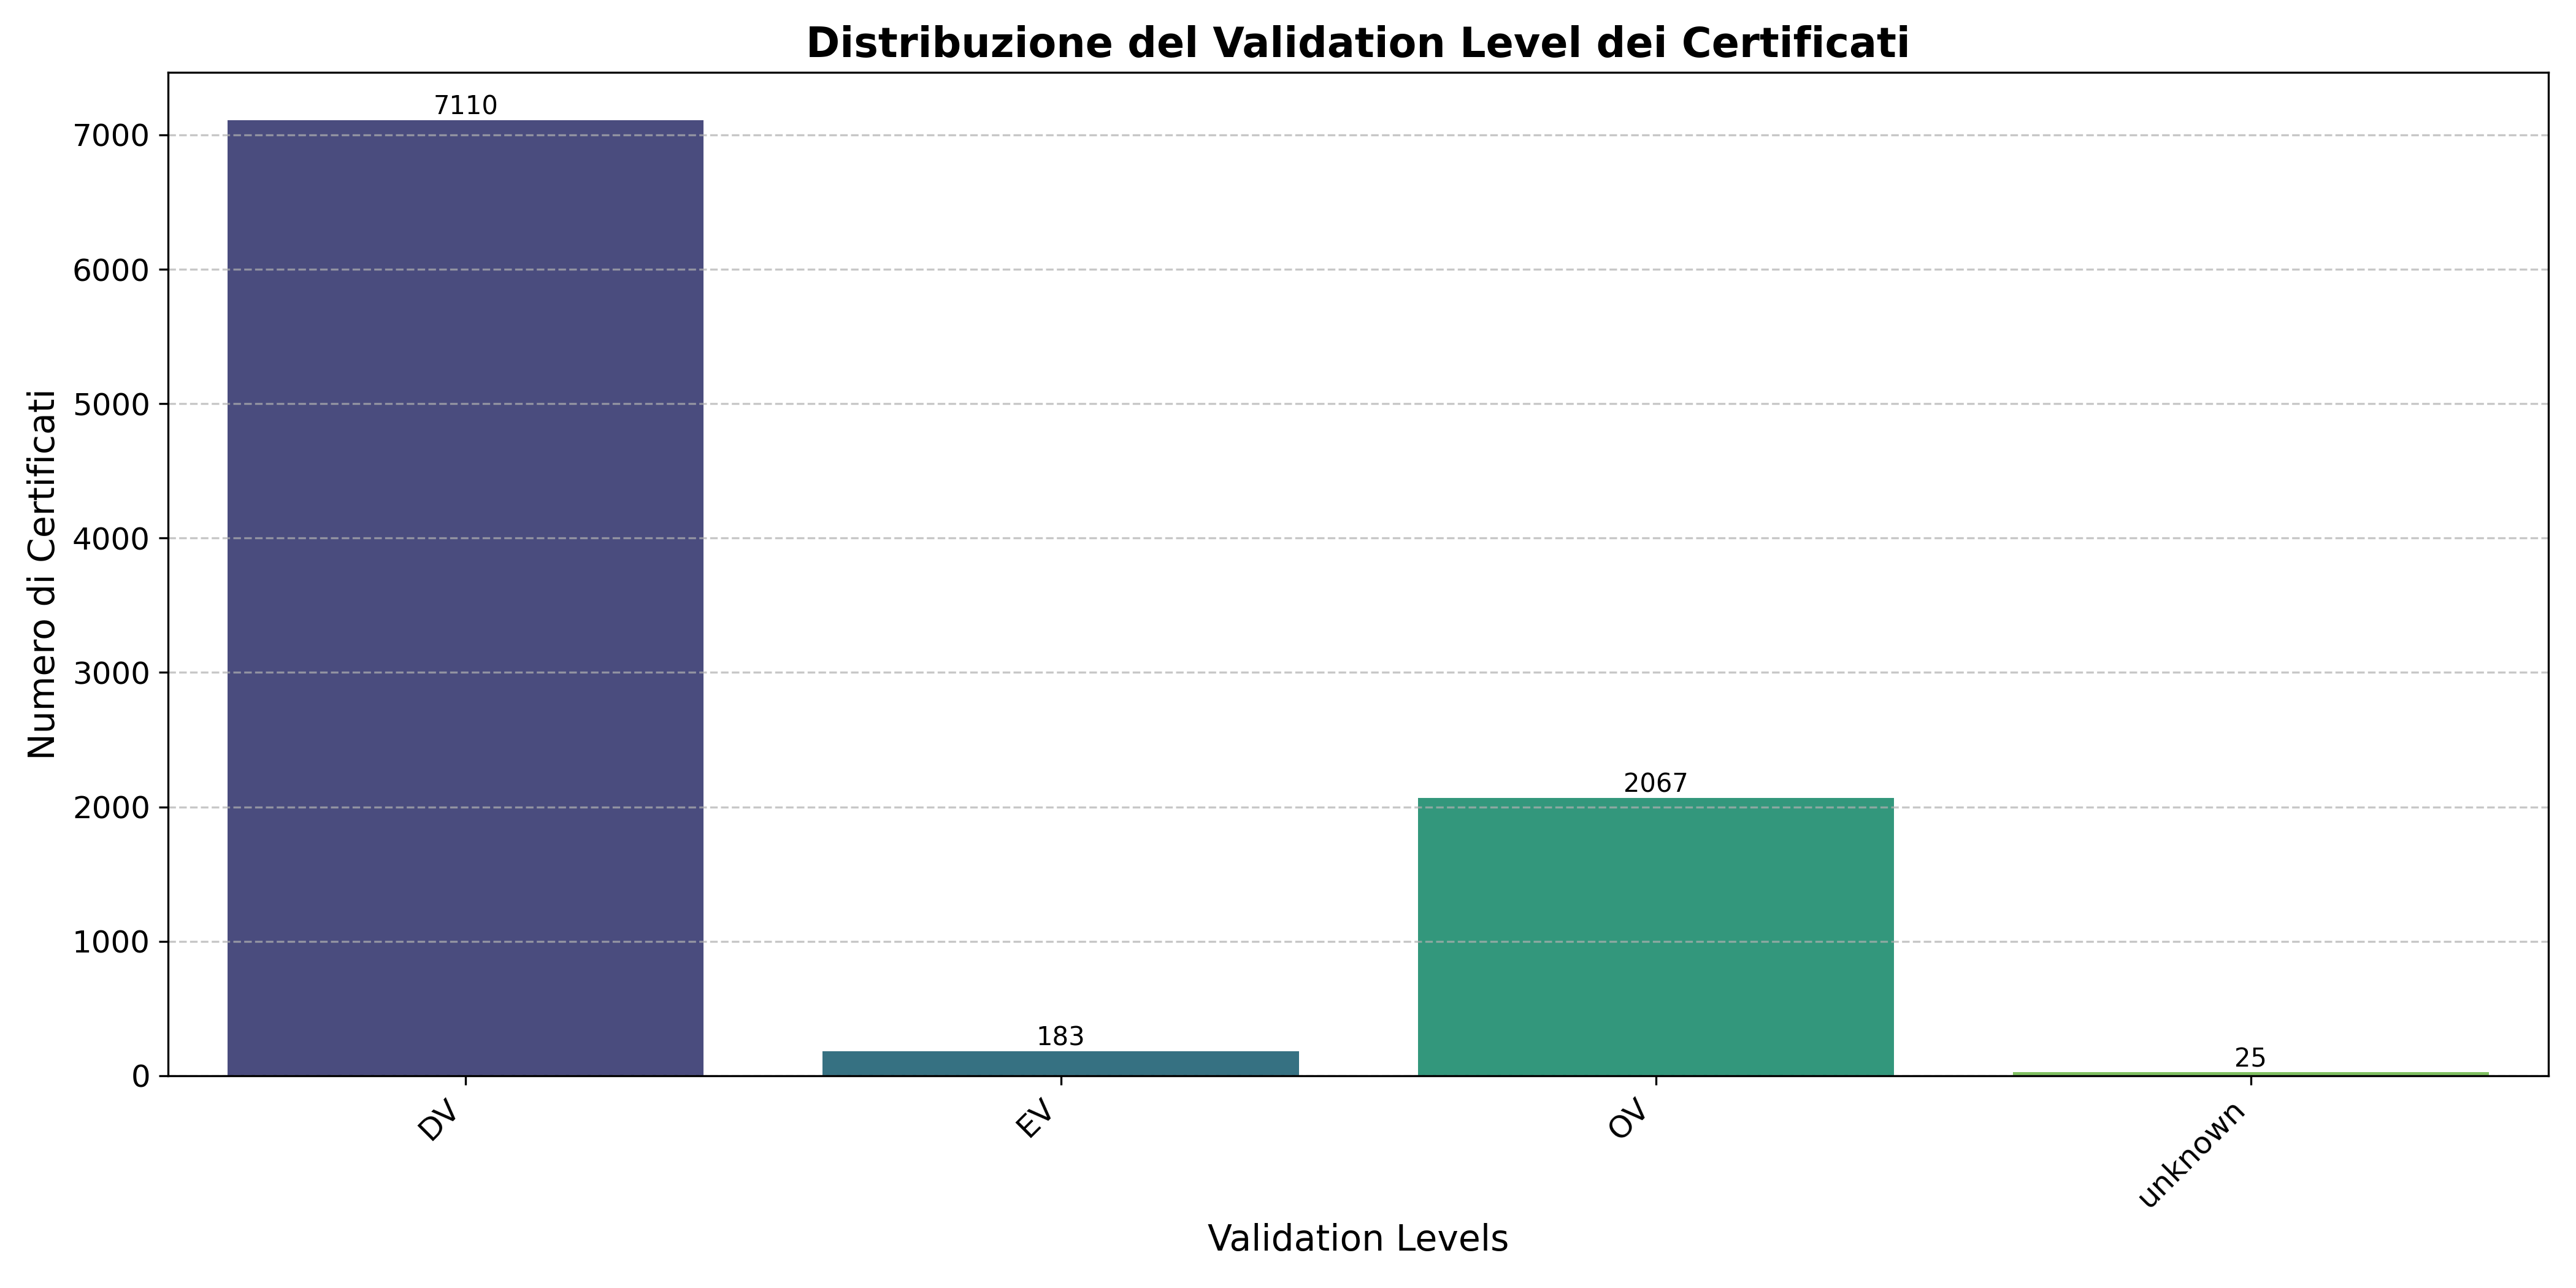 Distribuzione del Validation Level dei Certificati
Numero di Certificati
7000
6000
5000
4000
3000
2000
1000
0
7110
183
2067
25
DV
EV
OV
unknown
Validation Levels